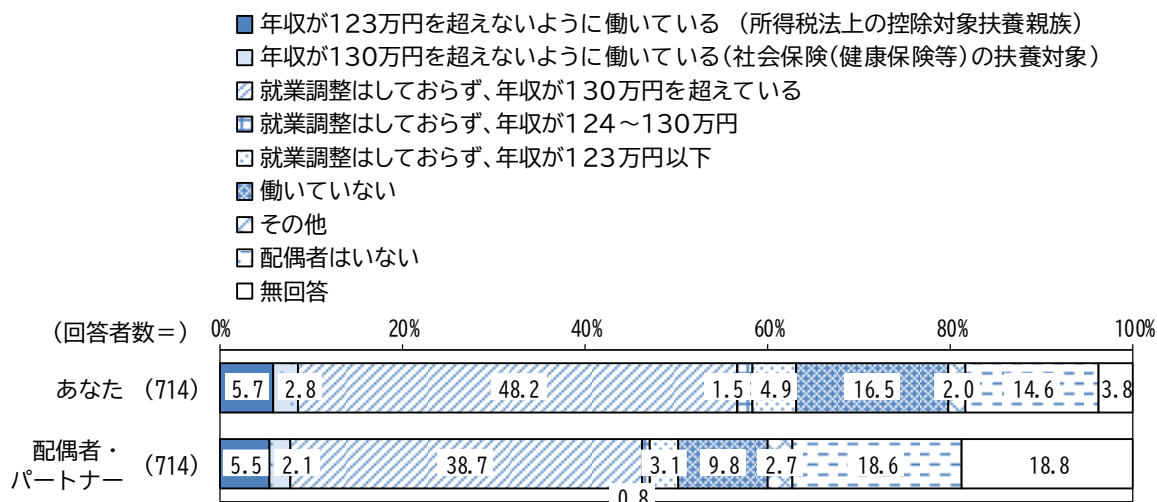 年収が123万円を超えないように働いている (所得税法上の控除対象扶養親族)
年収が130万円を超えないように働いている(社会保険(健康保険等)の扶養対象)
就業調整はしておらず、年収が130万円を超えている
就業調整はしておらず、年収が124～130万円
就業調整はしておらず、年収が123万円以下
働いていない
その他
配偶者はいない
無回答
(回答者数＝) 0% 20% 40% 60% 80% 100%
あなた (714) 5.7 2.8 48.2 1.5 4.9 16.5 2.0 14.6 3.8
配偶者・
パートナー (714) 5.5 2.1 38.7 3.1 9.8 2.7 18.6 18.8
0.8